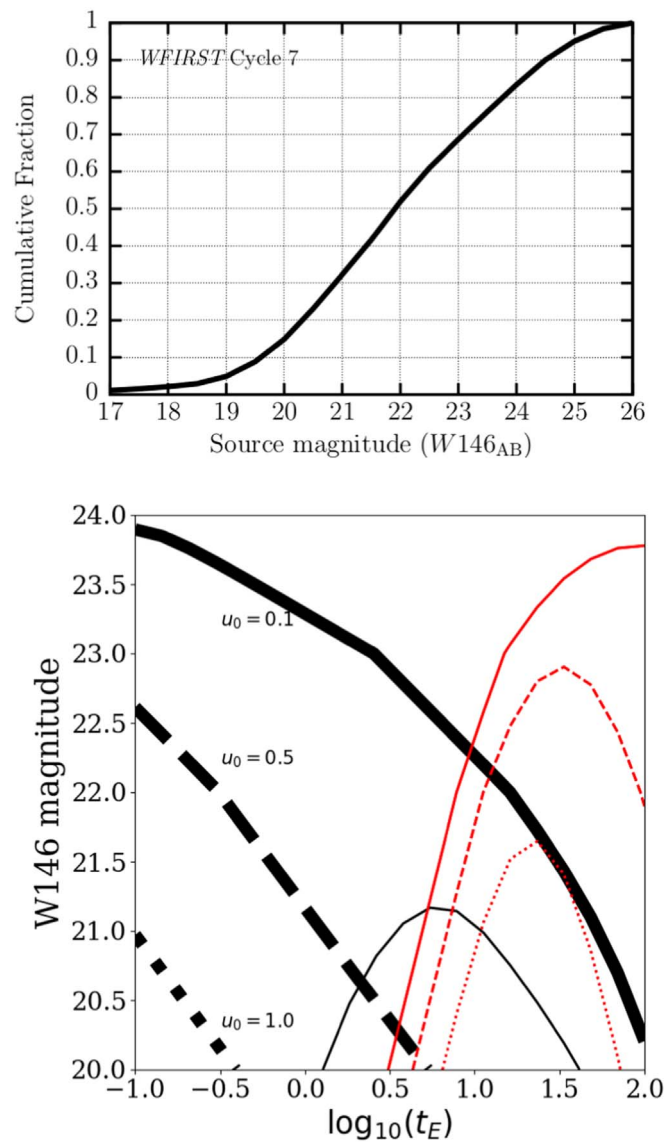 1
0.9
0.8
0.7
0.6
0.5
0.4
0.3
0.2
0.1
0
Cumulative Fraction
WFIRST Cycle 7
17 18 19 20 21 22 23 24 25 26
Source magnitude (W146AB)
24.0
23.5
23.0
22.5
22.0
21.5
21.0
20.5
20.0
W146 magnitude
u0 = 0.1
u0 = 0.5
u0 = 1.0
−1.0 −0.5 0.0 0.5 1.0 1.5 2.0
log10(tE)